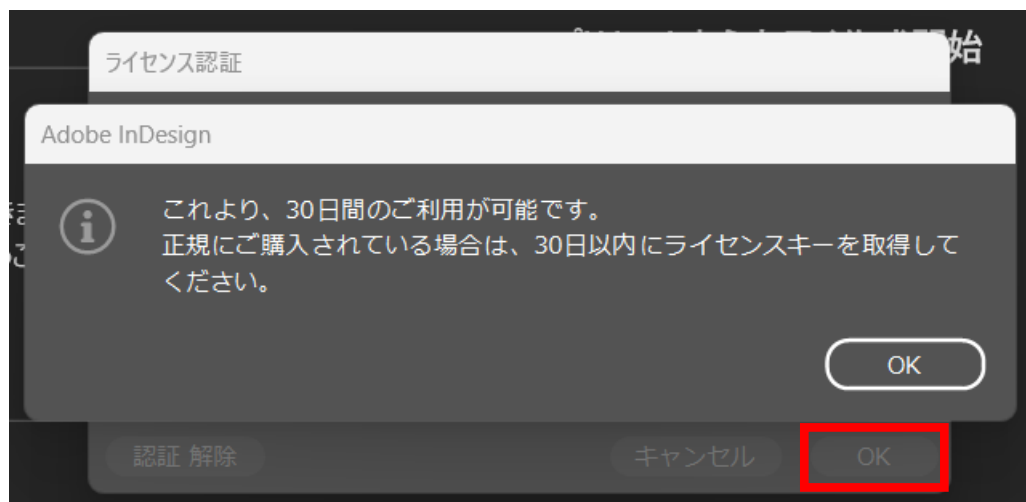 始
ライセンス認証
Adobe InDesign
これより、30日間のご利用が可能です。
正規にご購入されている場合は、30日以内にライセンスキーを取得して
ください。
OK
認証 解除
キャンセル
OK